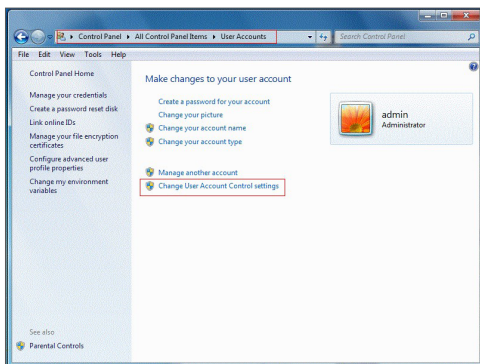 Control Panel ▸ All Control Panel Items ▸ User Accounts
Search Control Panel
File Edit View Tools Help
Control Panel Home
Manage your credentials
Create a password reset disk
Link online IDs
Manage your file encryption
certificates
Configure advanced user
profile properties
Change my environment
variables
See also
Parental Controls
Make changes to your user account
Create a password for your account
Change your picture
Change your account name
Change your account type
Manage another account
Change User Account Control settings
admin
Administrator